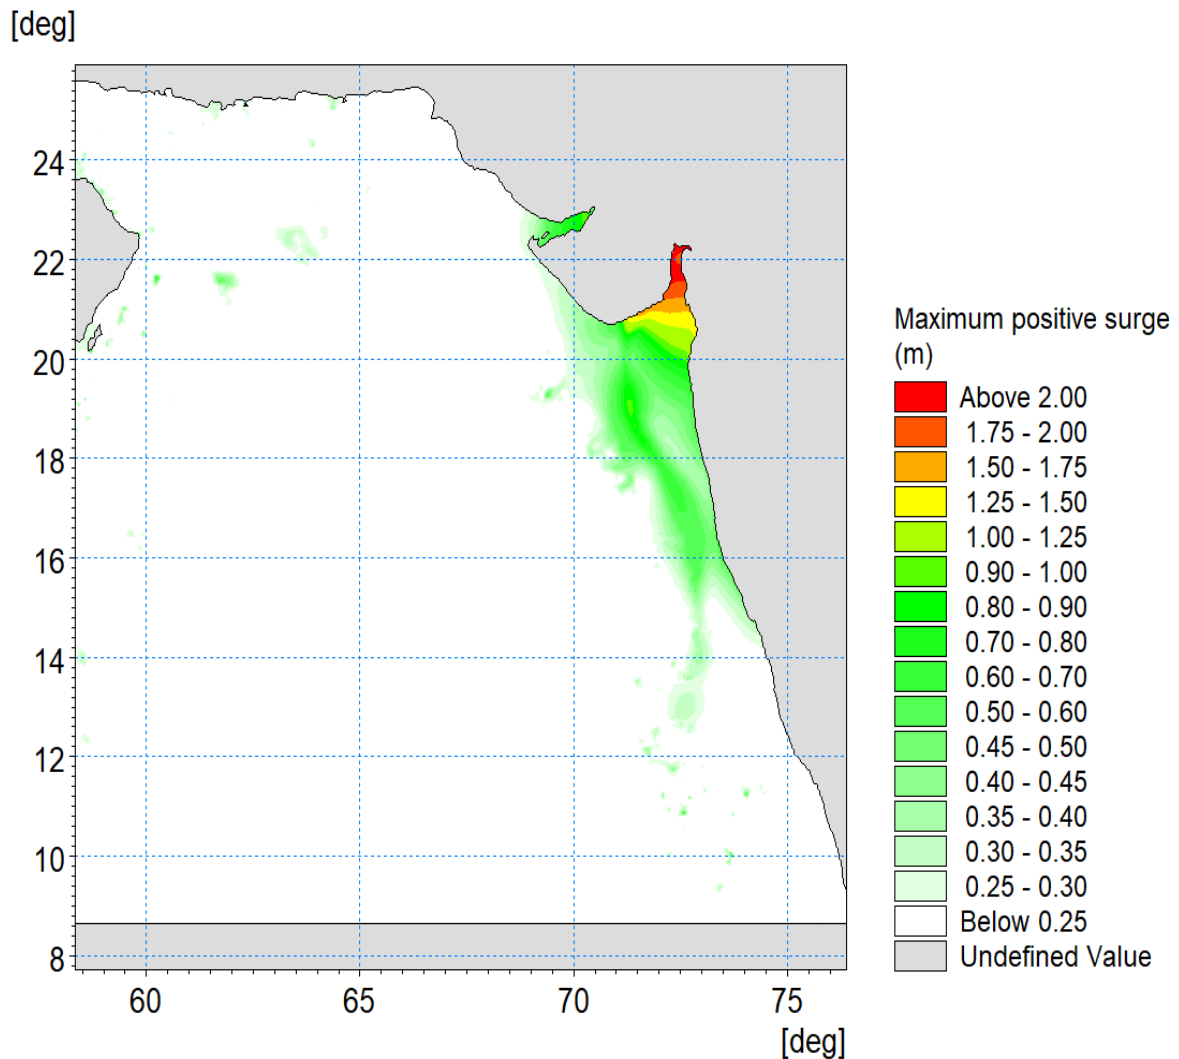 [deg]
24
22
20
18
16
14
12
10
8
60
65
70
75
[deg]
Maximum positive surge
(m)
Above 2.00
1.75 - 2.00
1.50 - 1.75
1.25 - 1.50
1.00 - 1.25
0.90 - 1.00
0.80 - 0.90
0.70 - 0.80
0.60 - 0.70
0.50 - 0.60
0.45 - 0.50
0.40 - 0.45
0.35 - 0.40
0.30 - 0.35
0.25 - 0.30
Below 0.25
Undefined Value